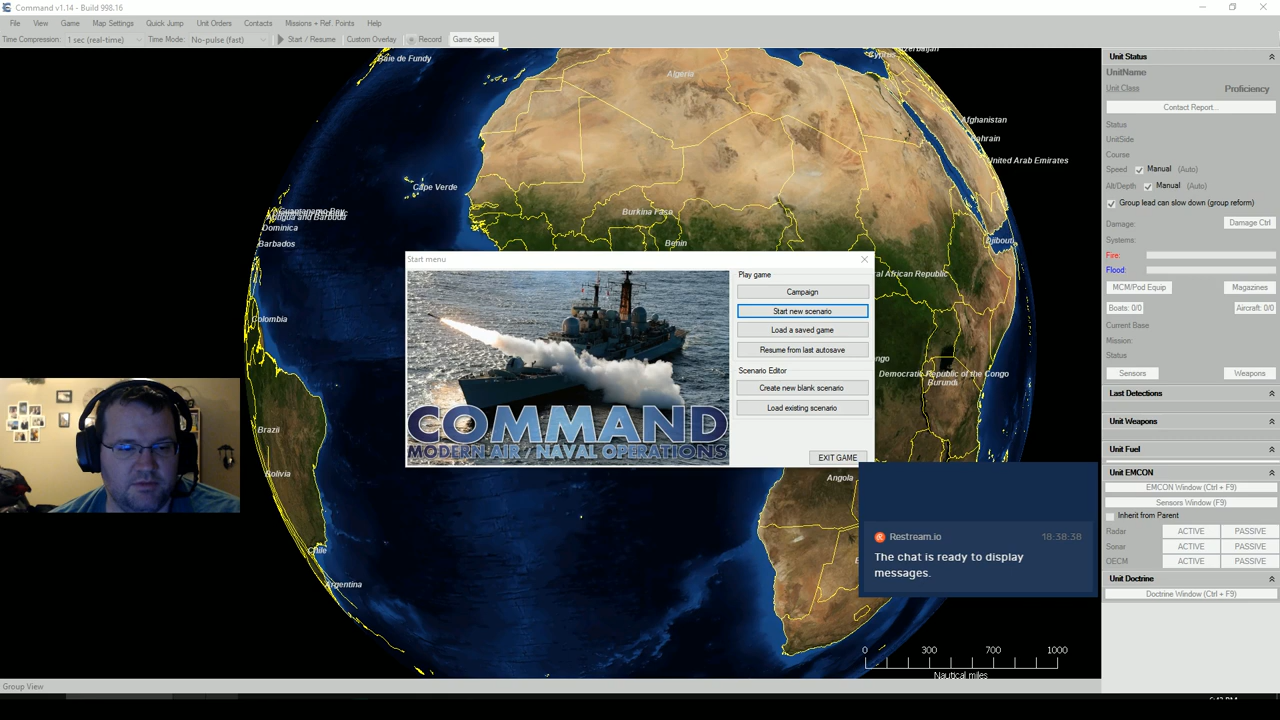 Command v1.14 - Build 998.16
File View Game Map Settings Quick Jump Unit Orders Contacts Missions + Ref. Points Help
Time Compression: 1 sec (real-time) Time Mode: No-pulse (fast) Start / Resume Custom Overlay Record Game Speed
Baie de Fundy
Algeria
Cyprus
Azerbaijan
Afghanistan
Bahrain
United Arab Emirates
Cape Verde
Guantanamo Bay
Antigua and Barbuda
Dominica
Barbados
Burkina Faso
Benin
Djibouti
ral African Republic
Colombia
ngo
Democratic Republic of the Congo
Burundi
Brazil
Bolivia
Chile
Argentina
Angola
Start menu
COMMAND
MODERN AIR / NAVAL OPERATIONS
Play game
Campaign
Start new scenario
Load a saved game
Resume from last autosave
Scenario Editor
Create new blank scenario
Load existing scenario
EXIT GAME
Restream.io 18:38:38
The chat is ready to display
messages.
0 300 700 1000
Nautical miles
Group View
Unit Status
UnitName
Unit Class Proficiency
Contact Report...
Status
UnitSide
Course
Speed Manual (Auto)
Alt/Depth Manual (Auto)
Group lead can slow down (group reform)
Damage: Damage Ctrl
Systems:
Fire:
Flood:
MCM/Pod Equip Magazines
Boats: 0/0 Aircraft: 0/0
Current Base
Mission:
Status
Sensors Weapons
Last Detections
Unit Weapons
Unit Fuel
Unit EMCON
EMCON Window (Ctrl + F9)
Sensors Window (F9)
Inherit from Parent
Radar ACTIVE PASSIVE
Sonar ACTIVE PASSIVE
OECM ACTIVE PASSIVE
Unit Doctrine
Doctrine Window (Ctrl + F9)